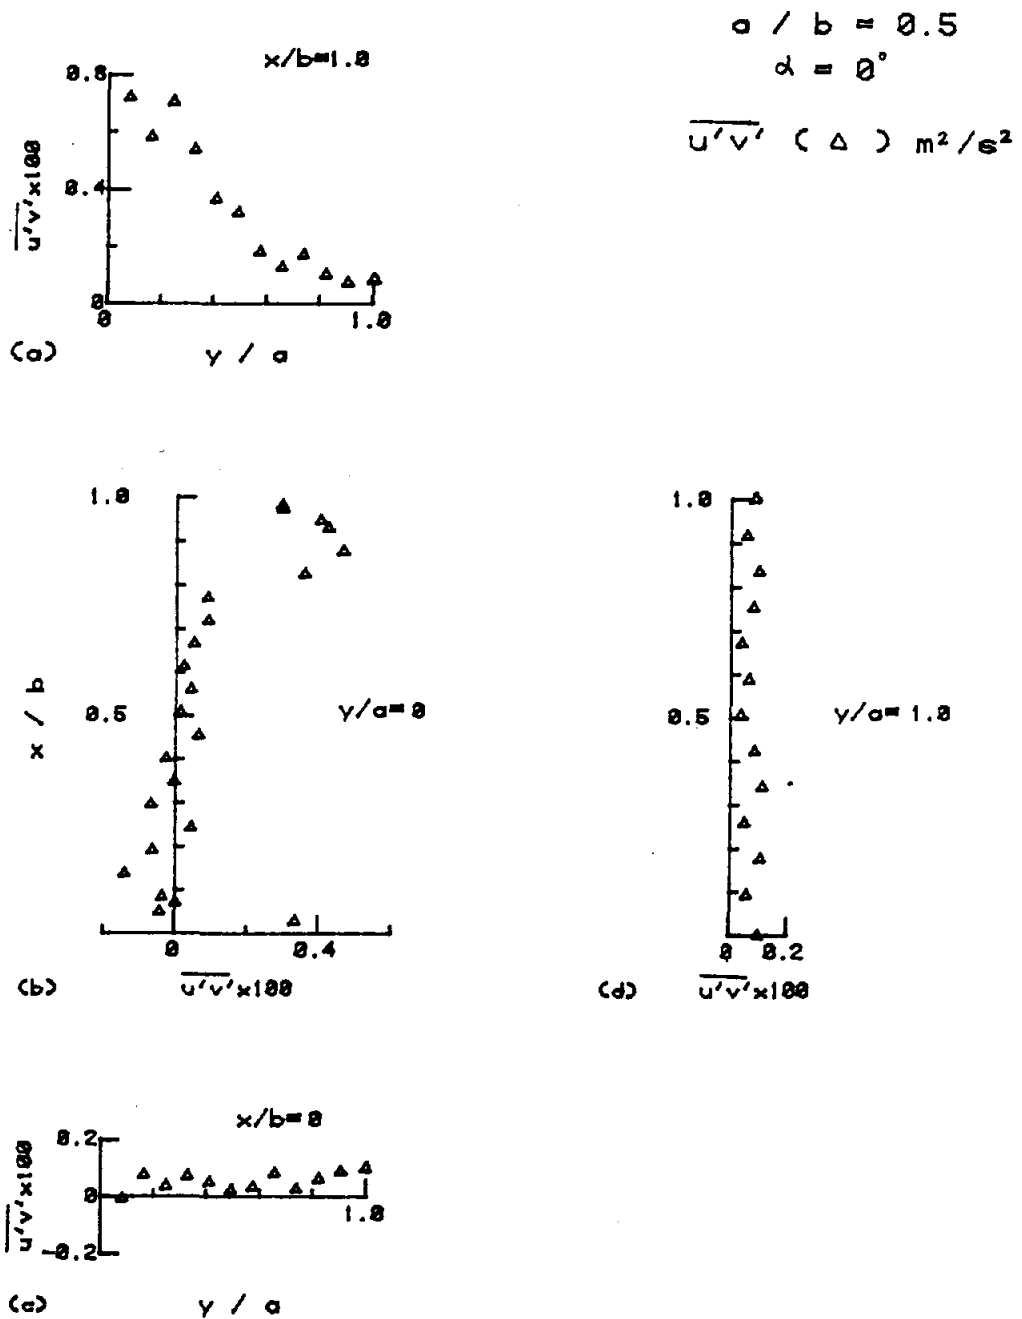 a / b = 0.5
α = 0°
u'v' ( △ ) m²/s²
x/b=1.0
0.8
0.4
0
u'v'x100
0
1.0
(a)
y / a
1.0
0.5
x / b
y/a=0
0
0.4
(b)
u'v'x100
1.0
0.5
y/a=1.0
0
0.2
(d)
u'v'x100
x/b=0
0.2
0
-0.2
u'v'x100
1.0
(c)
y / a